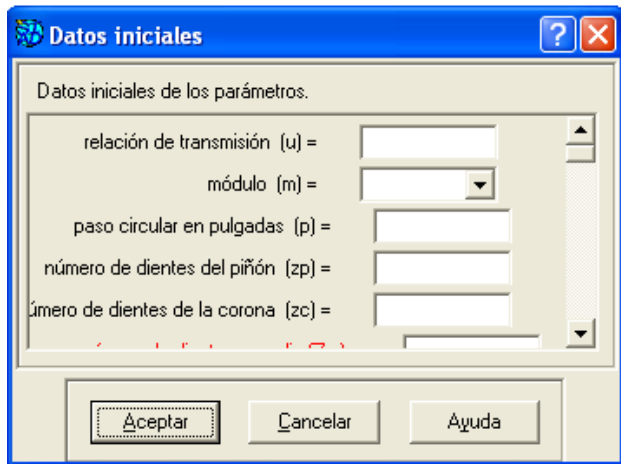 Datos iniciales
Datos iniciales de los parámetros.
relación de transmisión (u) =
módulo (m) =
paso circular en pulgadas (p) =
número de dientes del piñón (zp) =
úmero de dientes de la corona (zc) =
Aceptar
Cancelar
Ayuda